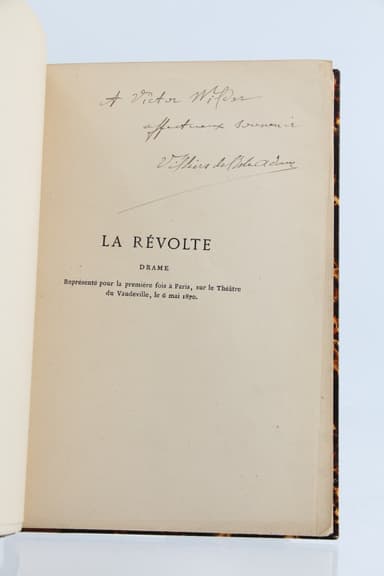 A Victor Wilder
affectueux souvenir
Villiers de l'Isle Adam
LA RÉVOLTE
DRAME
Représenté pour la première fois à Paris, sur le Théâtre
du Vaudeville, le 6 mai 1870.